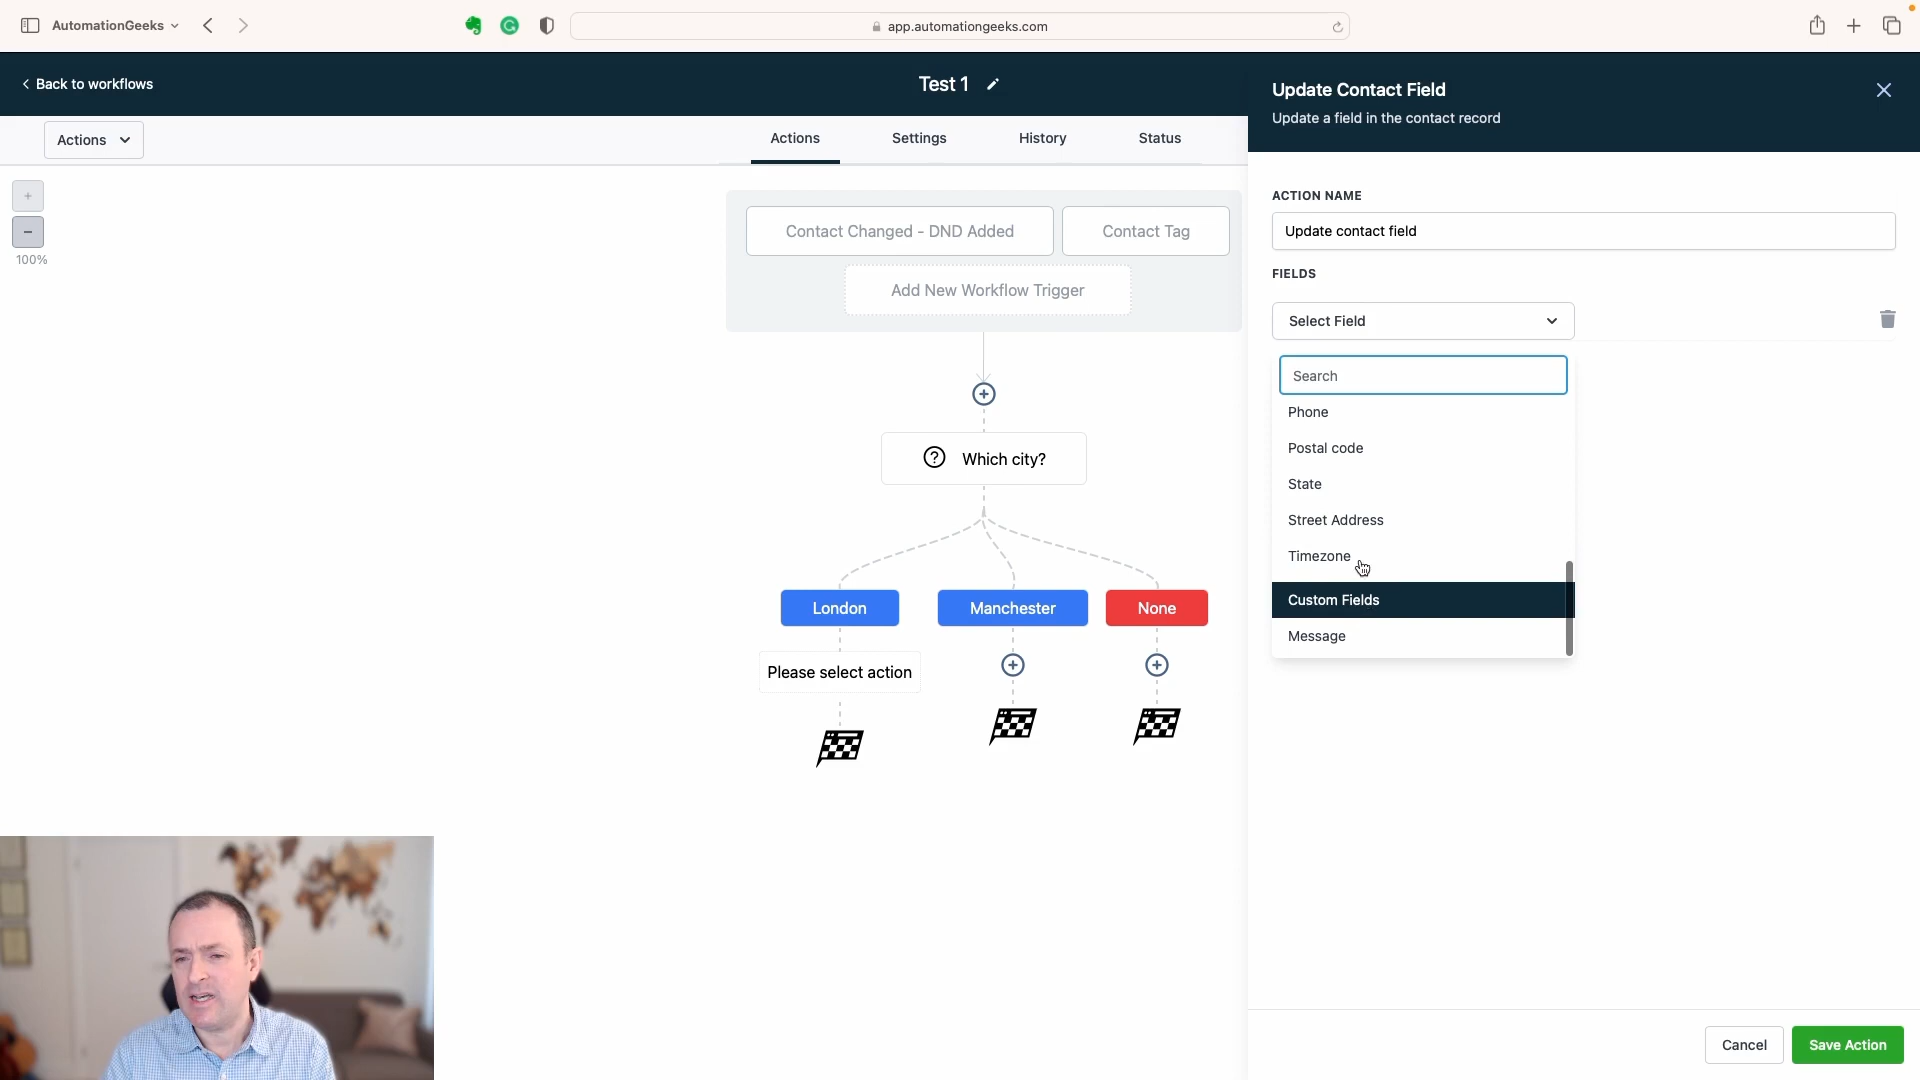 AutomationGeeks
app.automationgeeks.com
Back to workflows
Test 1
Actions
Actions
Settings
History
Status
+
−
100%
Contact Changed - DND Added
Contact Tag
Add New Workflow Trigger
Which city?
London
Manchester
None
Please select action
Update Contact Field
Update a field in the contact record
ACTION NAME
Update contact field
FIELDS
Select Field
Search
Phone
Postal code
State
Street Address
Timezone
Custom Fields
Message
Cancel
Save Action